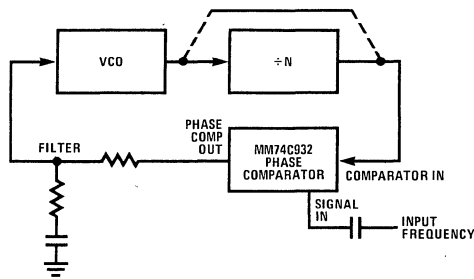 VCO
÷N
PHASE
COMP
OUT
MM74C932
PHASE
COMPARATOR
FILTER
COMPARATOR IN
SIGNAL
IN
INPUT
FREQUENCY